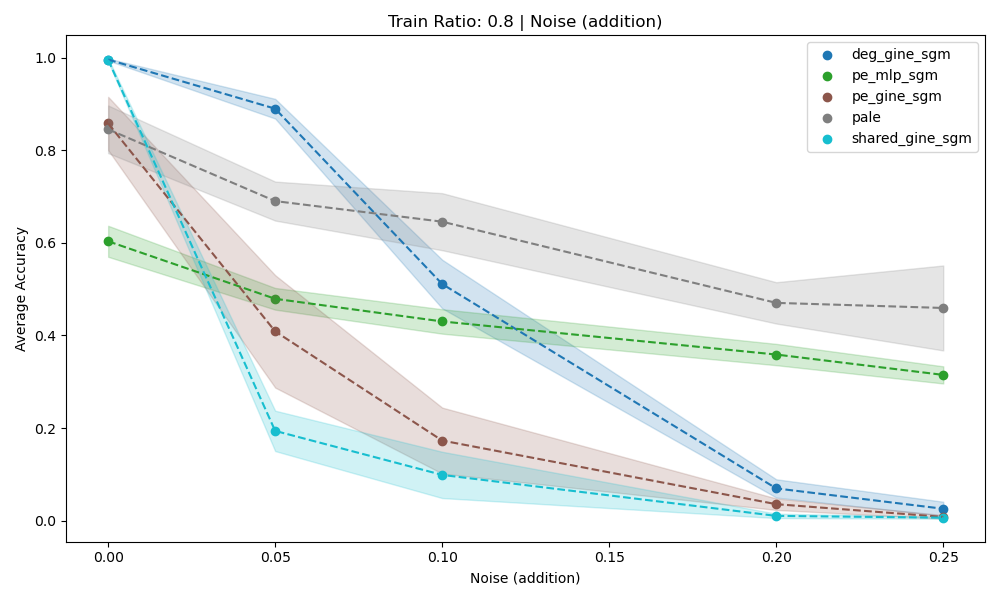 Train Ratio: 0.8 | Noise (addition)
deg_gine_sgm
pe_mlp_sgm
pe_gine_sgm
pale
shared_gine_sgm
Average Accuracy
1.0
0.8
0.6
0.4
0.2
0.0
0.00 0.05 0.10 0.15 0.20 0.25
Noise (addition)